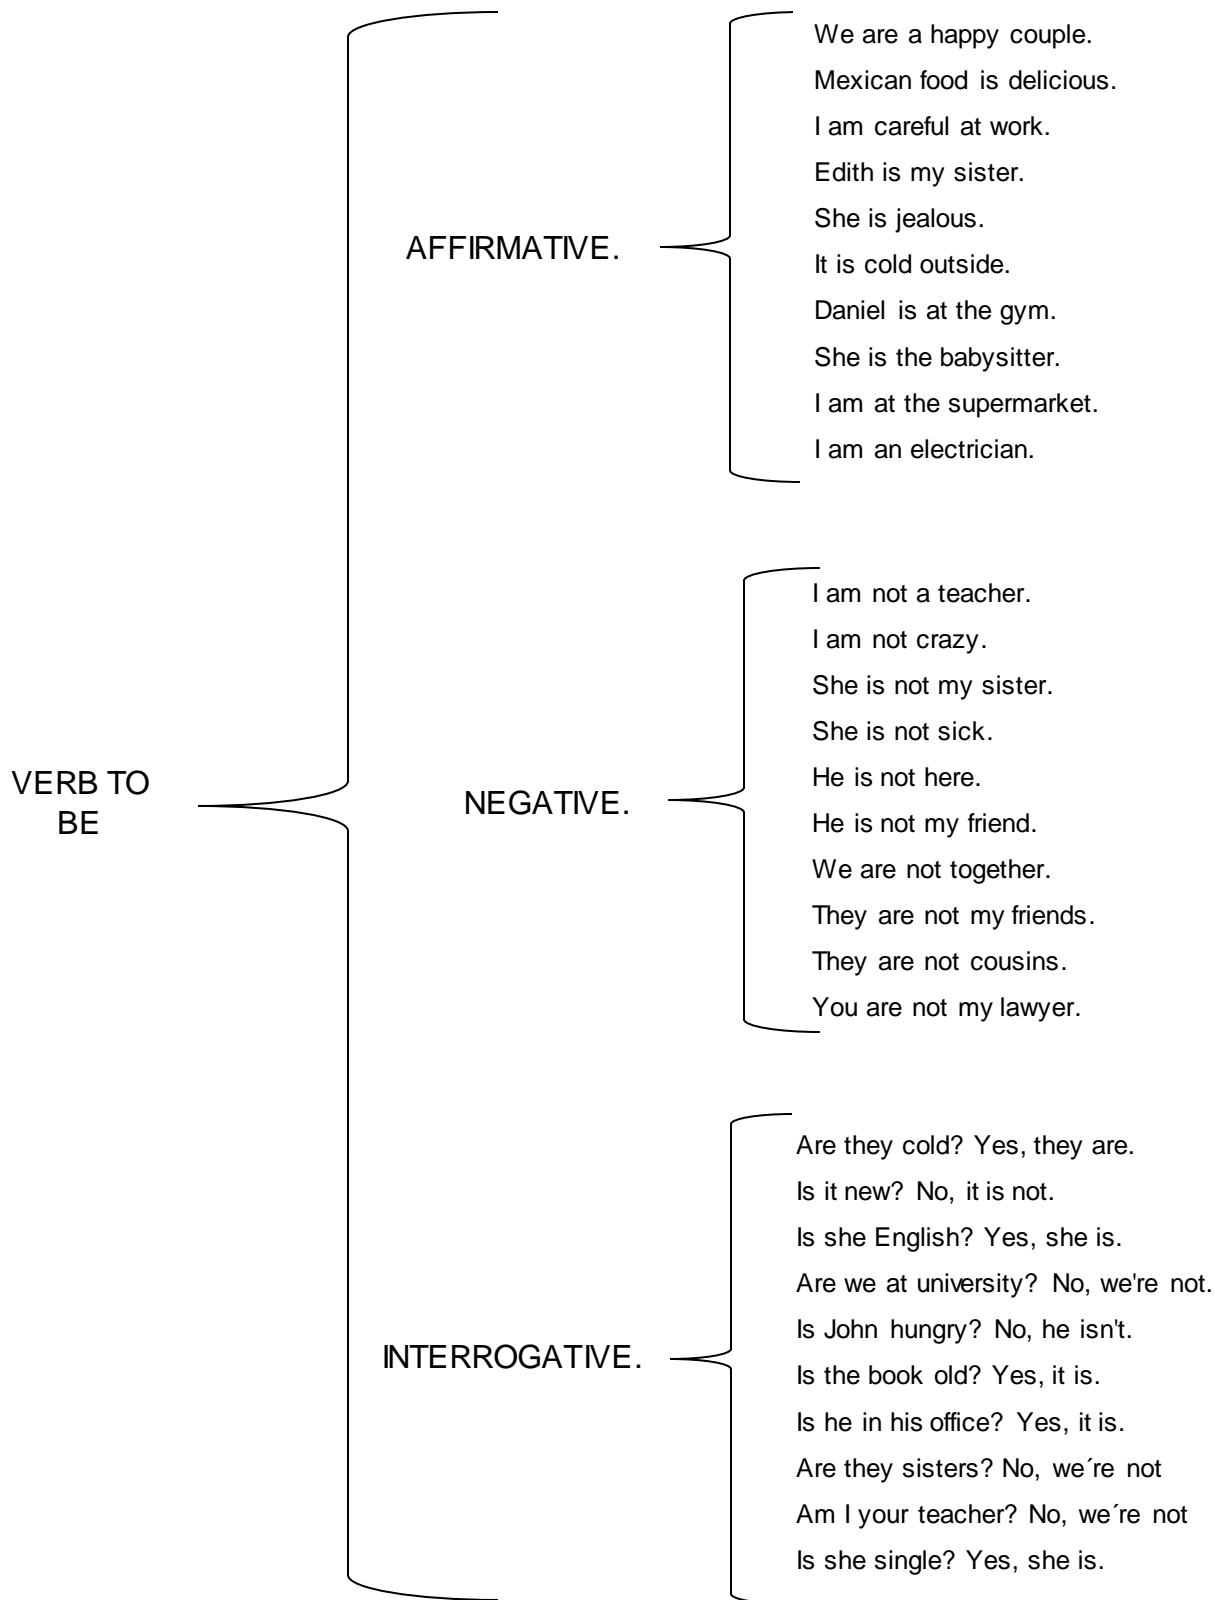 VERB TO
BE
AFFIRMATIVE.
We are a happy couple.
Mexican food is delicious.
I am careful at work.
Edith is my sister.
She is jealous.
It is cold outside.
Daniel is at the gym.
She is the babysitter.
I am at the supermarket.
I am an electrician.
NEGATIVE.
I am not a teacher.
I am not crazy.
She is not my sister.
She is not sick.
He is not here.
He is not my friend.
We are not together.
They are not my friends.
They are not cousins.
You are not my lawyer.
INTERROGATIVE.
Are they cold? Yes, they are.
Is it new? No, it is not.
Is she English? Yes, she is.
Are we at university? No, we're not.
Is John hungry? No, he isn't.
Is the book old? Yes, it is.
Is he in his office? Yes, it is.
Are they sisters? No, we´re not
Am I your teacher? No, we´re not
Is she single? Yes, she is.